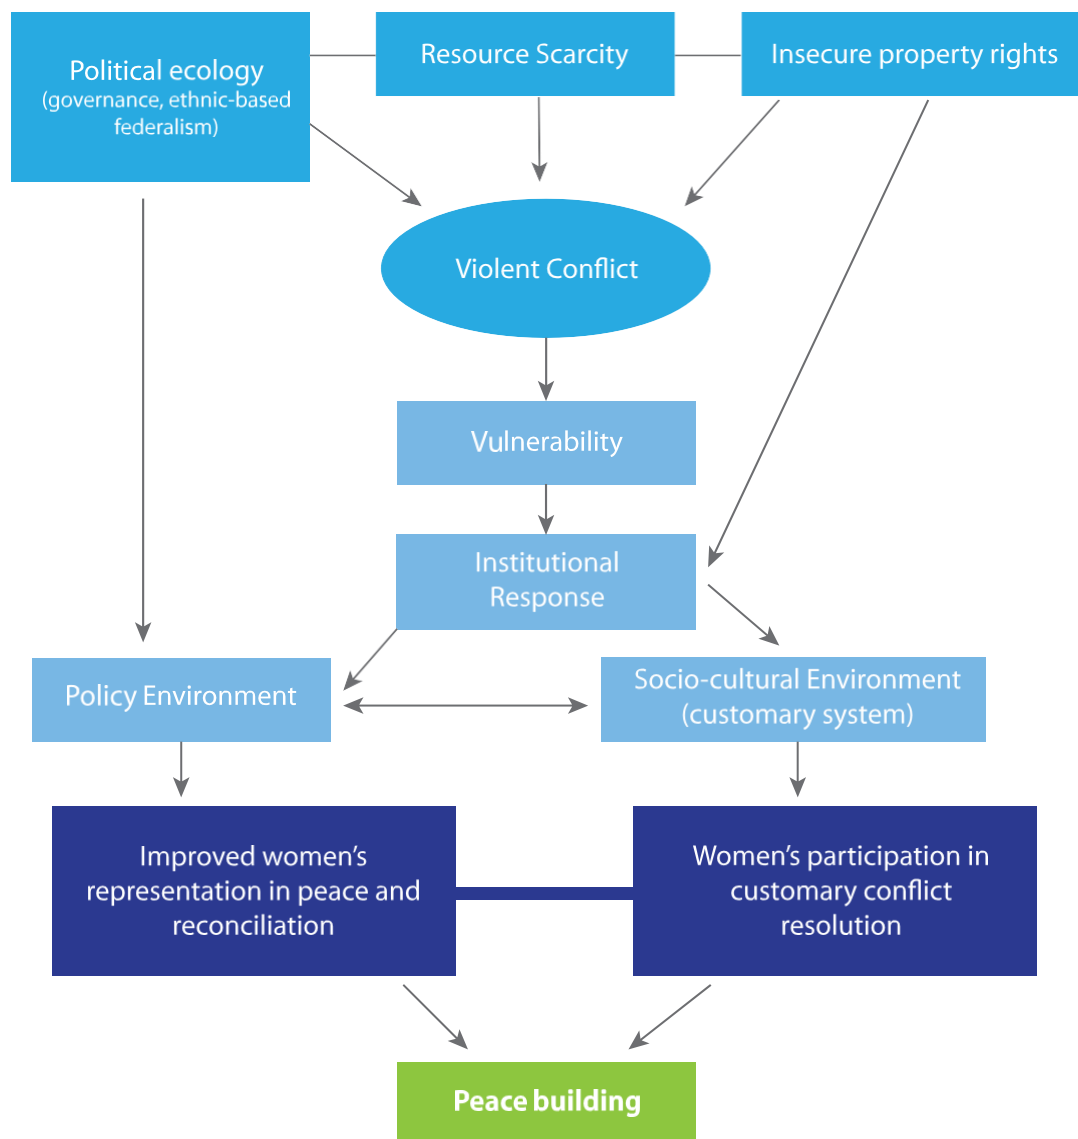 Political ecology
(governance, ethnic-based
federalism)
Resource Scarcity
Insecure property rights
Violent Conflict
Vulnerability
Institutional
Response
Policy Environment
Socio-cultural Environment
(customary system)
Improved women’s
representation in peace and
reconciliation
Women’s participation in
customary conflict
resolution
Peace building